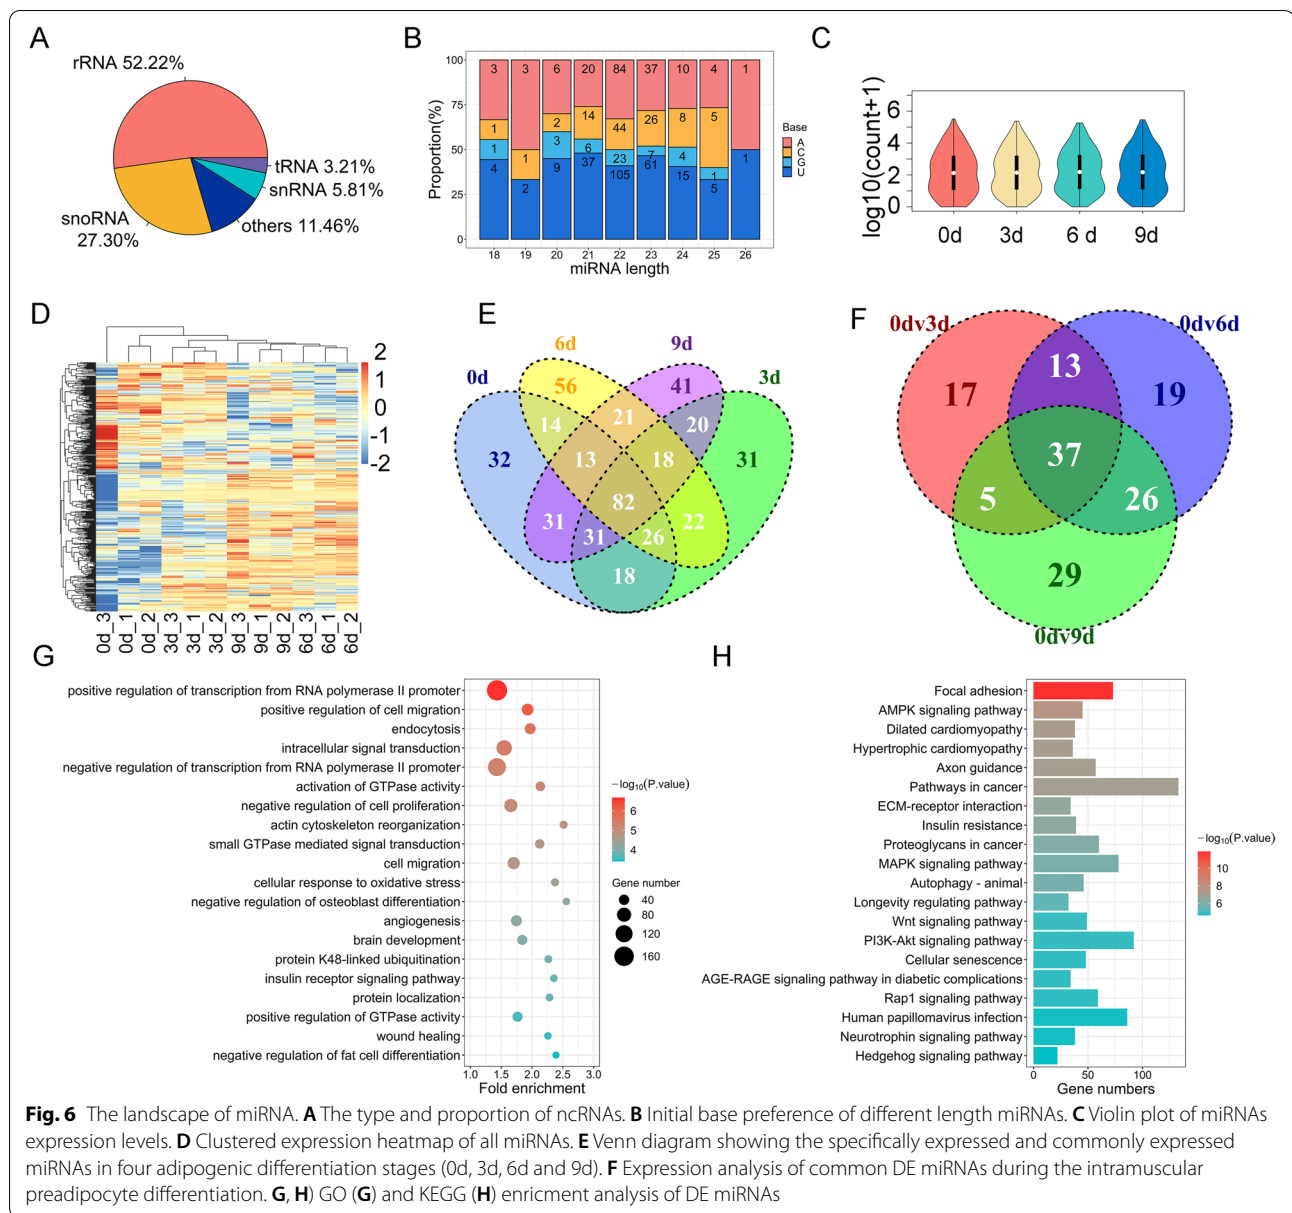 A
rRNA 52.22%
tRNA 3.21%
snRNA 5.81%
others 11.46%
snoRNA
27.30%
B
Proportion(%)
100
75
50
25
0
3 3 6 20 84 37 10 4 1
1 1 2 14 44 26 8 5
1 3 6 23 7 4 1
4 2 9 37 105 61 15 5 1
18 19 20 21 22 23 24 25 26
miRNA length
Base
A
C
G
U
C
log10(count+1)
6
4
2
0
0d 3d 6 d 9d
D
2
1
0
-1
-2
0d_3 0d_1 0d_2 3d_3 3d_1 3d_2 9d_3 9d_1 9d_2 6d_3 6d_1 6d_2
E
6d 9d
0d 3d
56 41
14 21 20
32 13 18 31
82
31 31 26 22
18
F
0dv3d 0dv6d
13
17 19
37
5 26
29
0dv9d
G
positive regulation of transcription from RNA polymerase II promoter
positive regulation of cell migration
endocytosis
intracellular signal transduction
negative regulation of transcription from RNA polymerase II promoter
activation of GTPase activity
negative regulation of cell proliferation
actin cytoskeleton reorganization
small GTPase mediated signal transduction
cell migration
cellular response to oxidative stress
negative regulation of osteoblast differentiation
angiogenesis
brain development
protein K48-linked ubiquitination
insulin receptor signaling pathway
protein localization
positive regulation of GTPase activity
wound healing
negative regulation of fat cell differentiation
1.0 1.5 2.0 2.5 3.0
Fold enrichment
−log10(P.value)
6
5
4
Gene number
40
80
120
160
H
Focal adhesion
AMPK signaling pathway
Dilated cardiomyopathy
Hypertrophic cardiomyopathy
Axon guidance
Pathways in cancer
ECM-receptor interaction
Insulin resistance
Proteoglycans in cancer
MAPK signaling pathway
Autophagy - animal
Longevity regulating pathway
Wnt signaling pathway
PI3K-Akt signaling pathway
Cellular senescence
AGE-RAGE signaling pathway in diabetic complications
Rap1 signaling pathway
Human papillomavirus infection
Neurotrophin signaling pathway
Hedgehog signaling pathway
0 50 100
Gene numbers
−log10(P.value)
10
8
6
Fig. 6 The landscape of miRNA. A The type and proportion of ncRNAs. B Initial base preference of different length miRNAs. C Violin plot of miRNAs
expression levels. D Clustered expression heatmap of all miRNAs. E Venn diagram showing the specifically expressed and commonly expressed
miRNAs in four adipogenic differentiation stages (0d, 3d, 6d and 9d). F Expression analysis of common DE miRNAs during the intramuscular
preadipocyte differentiation. G, H) GO (G) and KEGG (H) enricment analysis of DE miRNAs